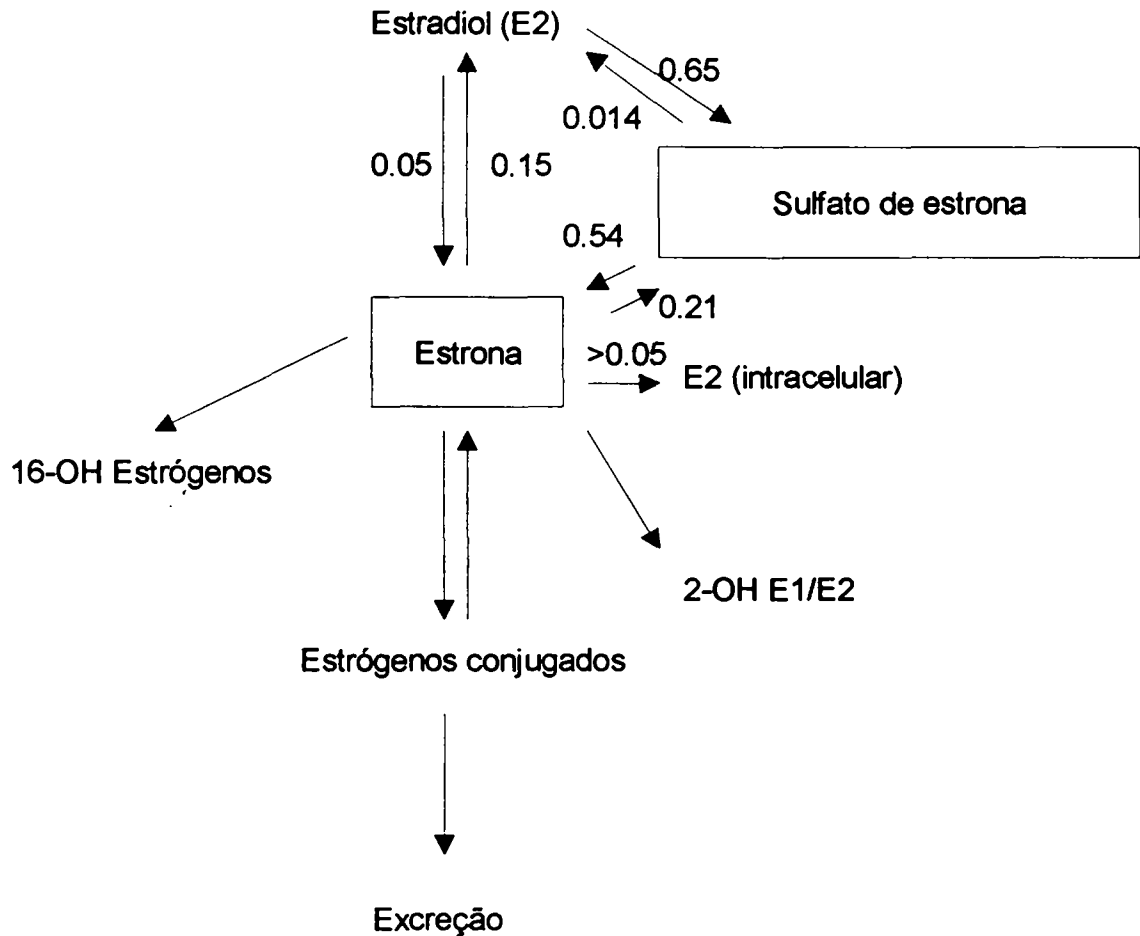 Estradiol (E2)
0.65
0.014
0.05
0.15
Sulfato de estrona
0.54
0.21
Estrona
>0.05
E2 (intracelular)
16-OH Estrógenos
2-OH E1/E2
Estrógenos conjugados
Excreção